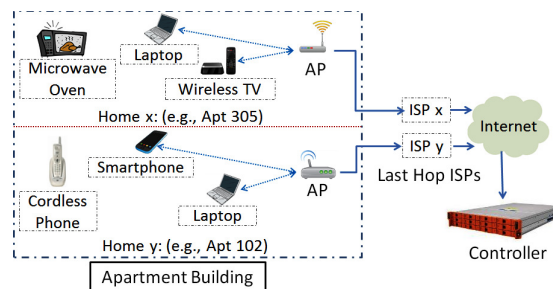 Laptop
Microwave
Oven
Wireless TV
AP
Home x: (e.g., Apt 305)
ISP x
Internet
ISP y
Smartphone
Last Hop ISPs
AP
Cordless
Phone
Laptop
Home y: (e.g., Apt 102)
Controller
Apartment Building